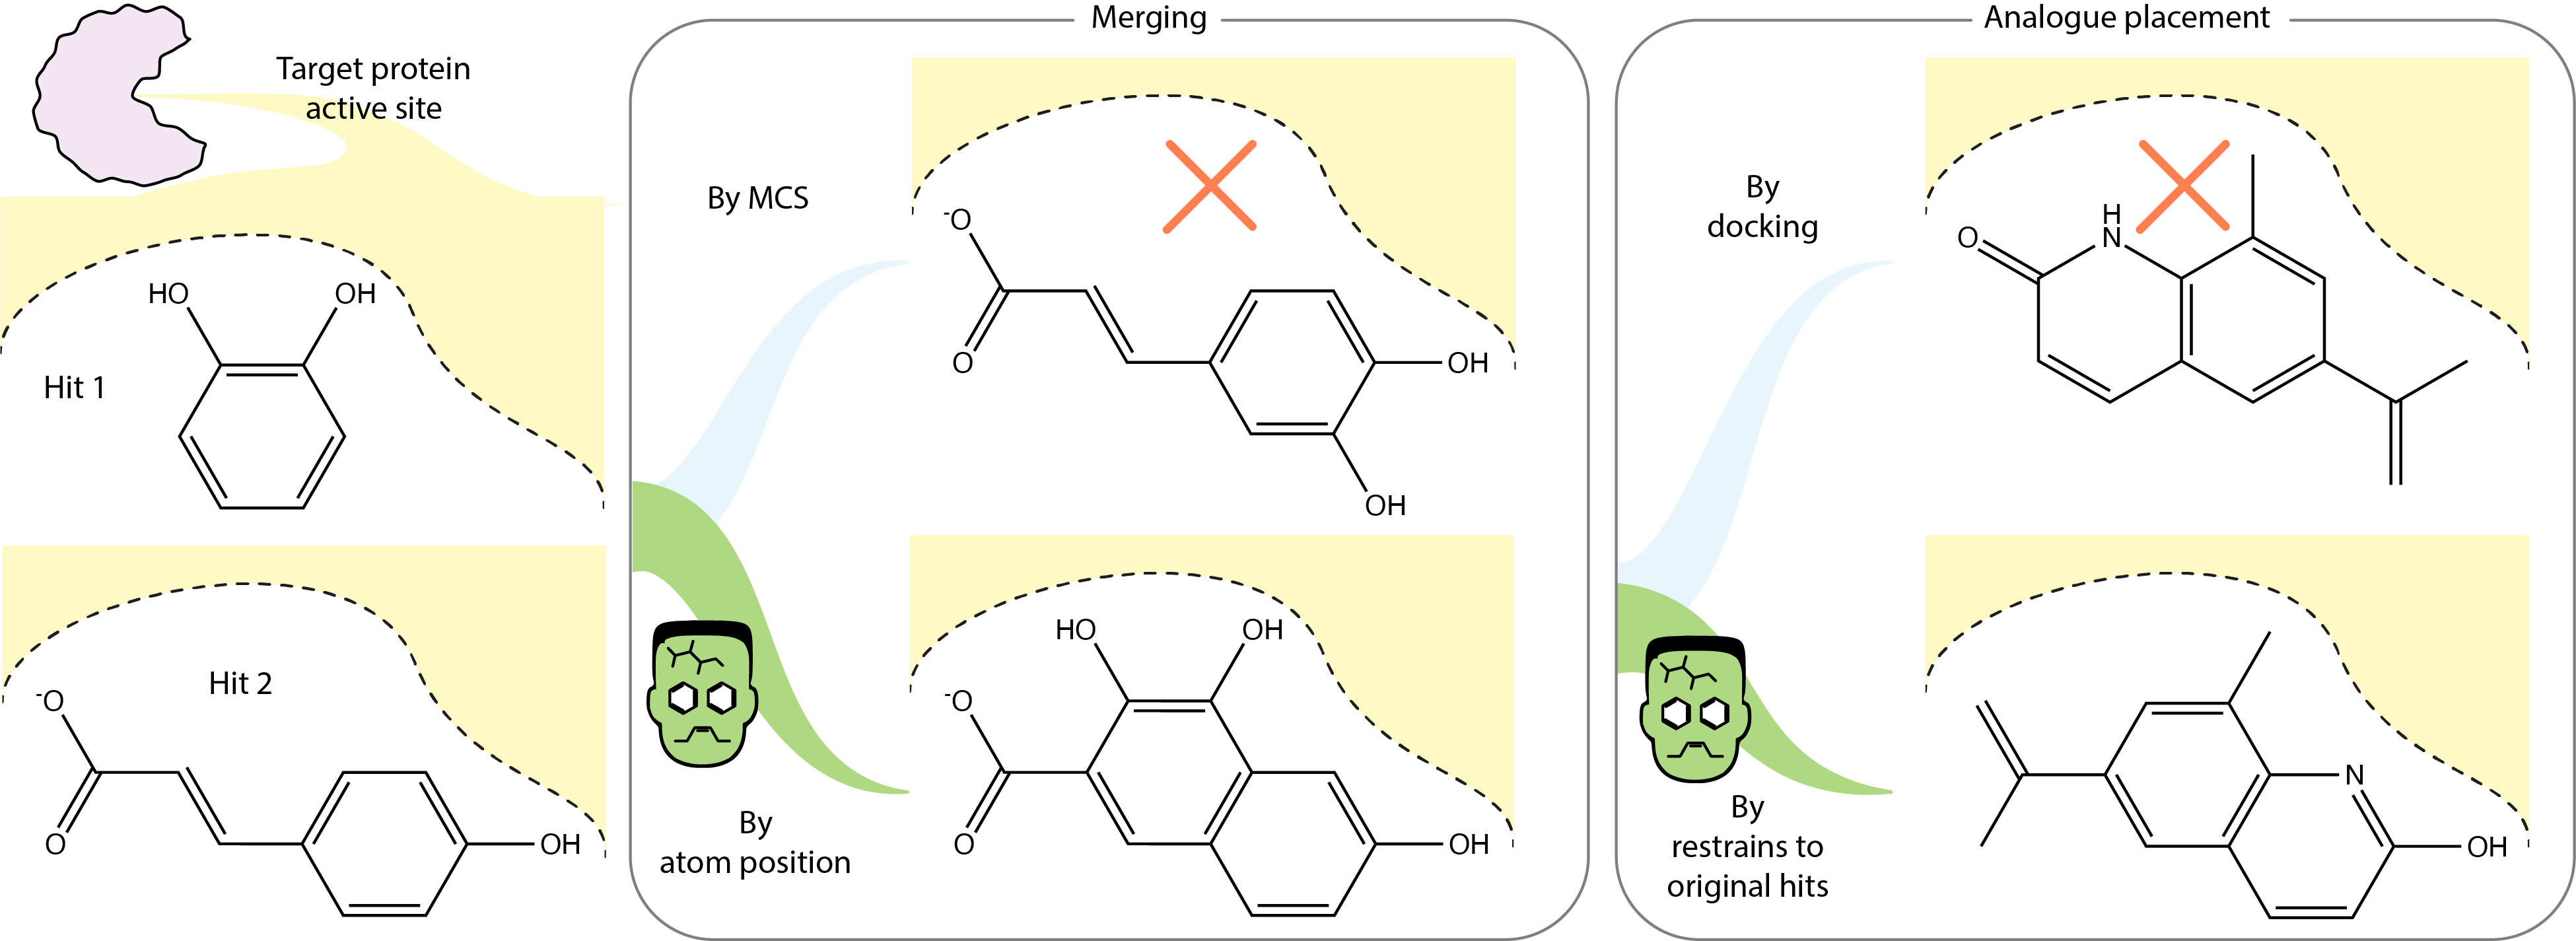 Target protein
active site
HO
OH
Hit 1
Hit 2
-O
O
OH
Merging
By MCS
-O
O
OH
OH
By
atom position
HO
OH
-O
O
OH
Analogue placement
By
docking
O
H
N
By
restrains to
original hits
N
OH